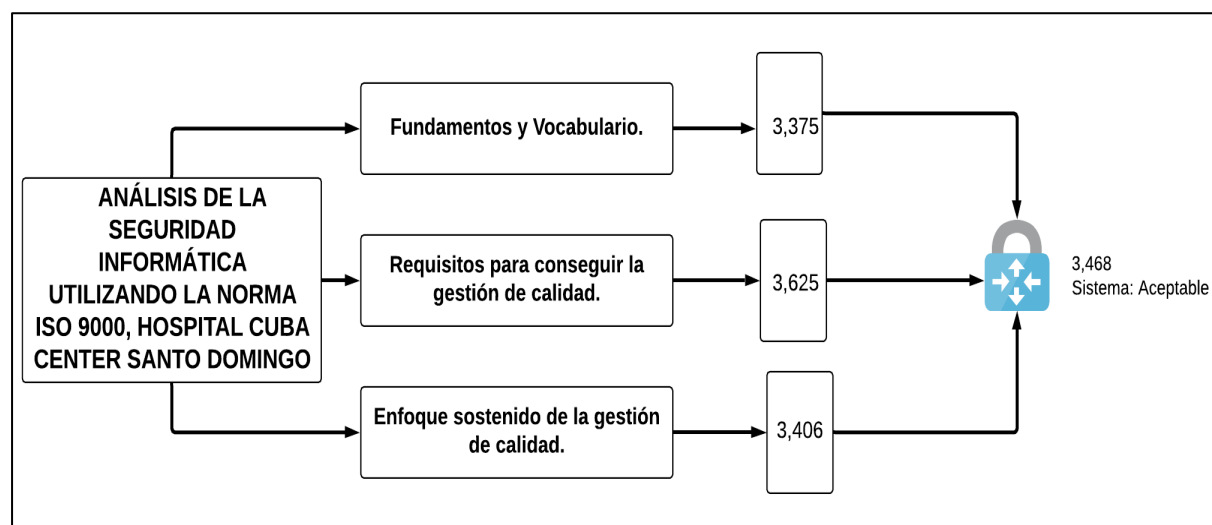 ANÁLISIS DE LA
SEGURIDAD
INFORMÁTICA
UTILIZANDO LA NORMA
ISO 9000, HOSPITAL CUBA
CENTER SANTO DOMINGO
Fundamentos y Vocabulario.
3,375
Requisitos para conseguir la
gestión de calidad.
3,625
Enfoque sostenido de la gestión
de calidad.
3,406
3,468
Sistema: Aceptable